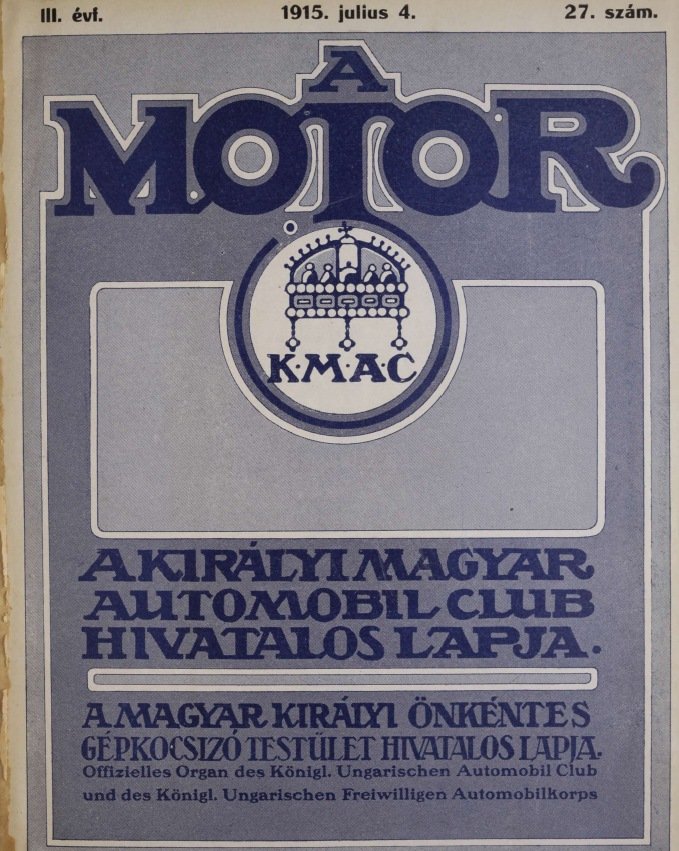 III. évf. 1915. julius 4. 27. szám.
A
MOTOR
K·M·A·C
A KIRÁLYI MAGYAR
AUTOMOBIL CLUB
HIVATALOS LAPJA.
A MAGYAR KIRÁLYI ÖNKÉNTES
GÉPKOCSIZÓ TESTÜLET HIVATALOS LAPJA.
Offizielles Organ des Königl. Ungarischen Automobil Club
und des Königl. Ungarischen Freiwilligen Automobilkorps